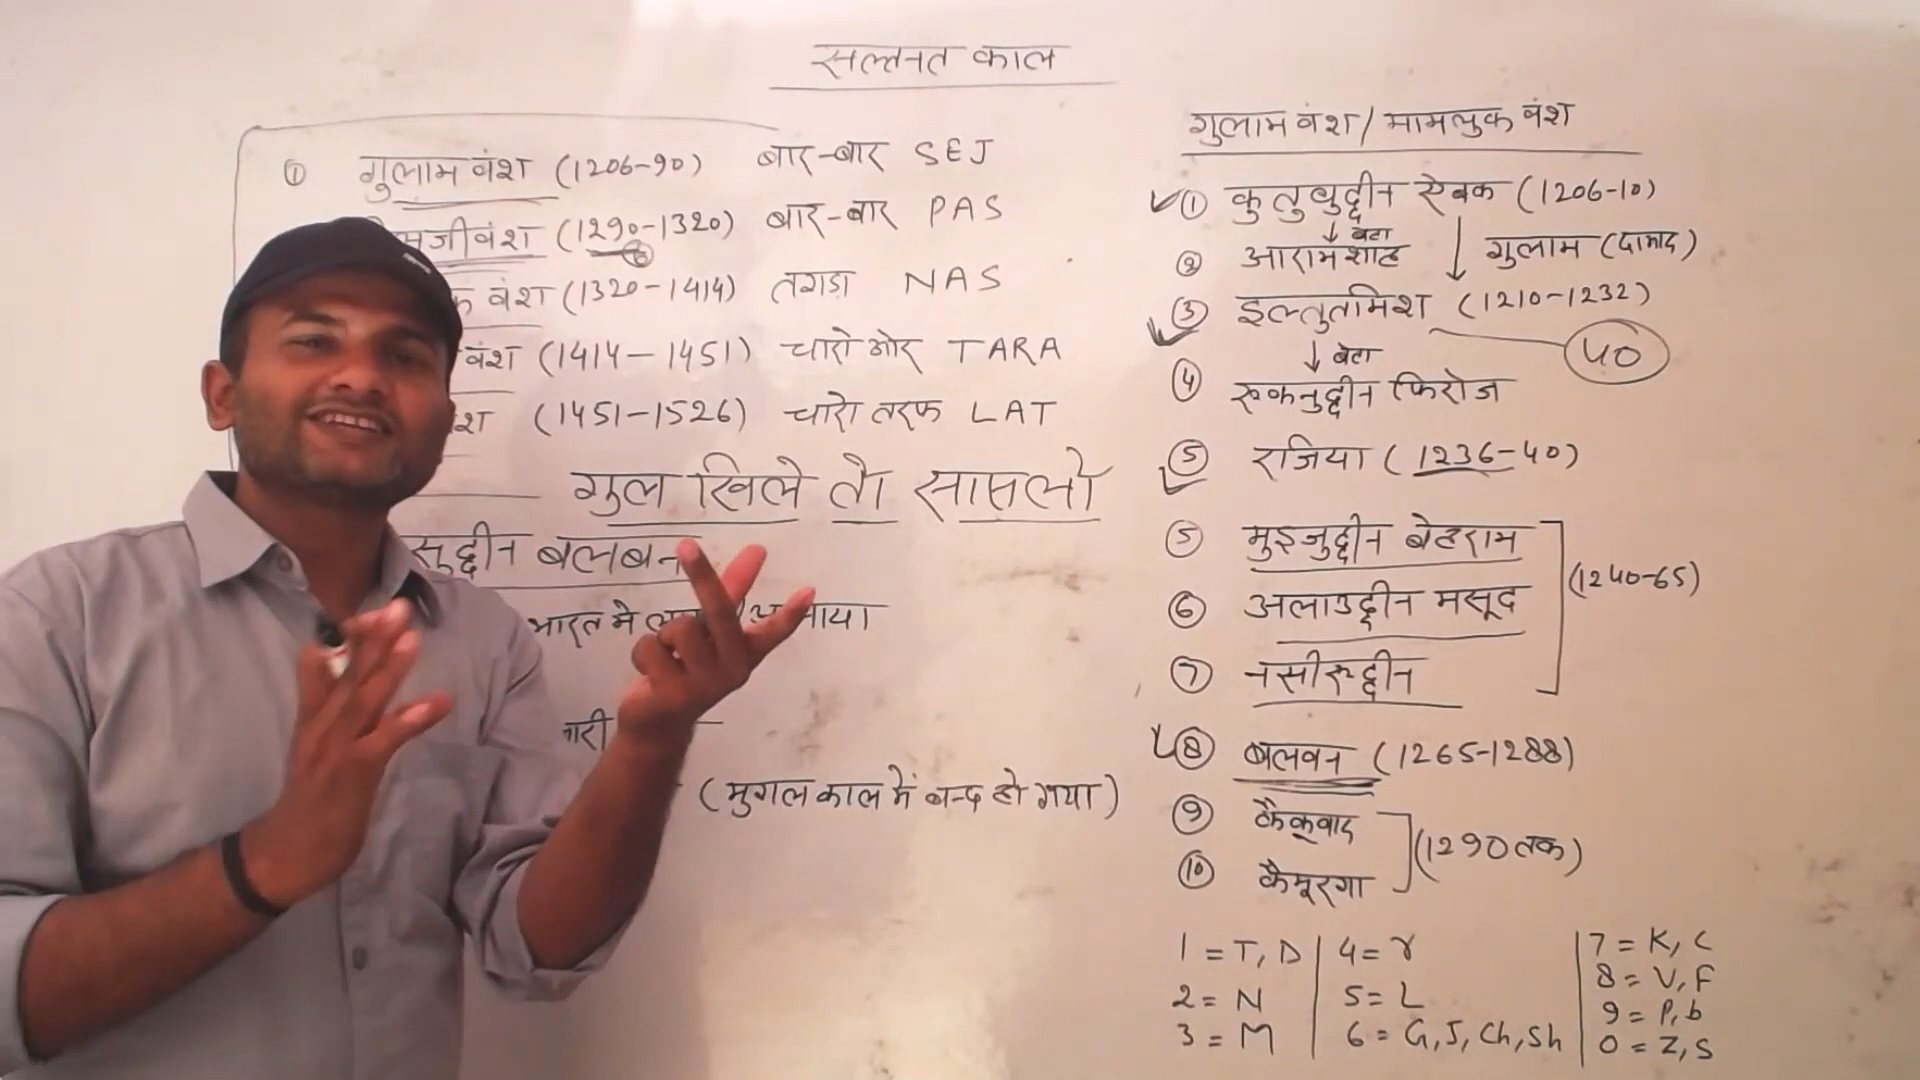 सल्तनत काल
① गुलाम वंश (1206-90) बार-बार SEJ
वंश (1290-1320) बार-बार PAS
वंश (1320-1414) तगडा NAS
वंश (1414-1451) चारो ओर TARA
(1451-1526) चारो तरफ LAT
गुल खिले तो सासलो
बलबन
भारत मे
(मुगल काल में बन्द हो गया)
गुलाम वंश / मामलुक वंश
① कुतुबुद्दीन ऐबक (1206-10)
↓ बेटा
② आरामशाह ↓ गुलाम (दामाद)
③ इल्तुतमिश (1210-1232)
40
↓ बेटा
④ रूकनुद्दीन फिरोज
⑤ रजिया (1236-40)
⑤ मुइजुद्दीन बेहराम
⑥ अलाउद्दीन मसूद (1240-65)
⑦ नसीरूद्दीन
⑧ बलवन (1265-1288)
⑨ कैकूवाद
(1290 तक)
⑩ कैमूरगा
1 = T, D
2 = N
3 = M
4 = r
5 = L
6 = G, J, Ch, Sh
7 = K, C
8 = V, F
9 = P, b
0 = Z, S